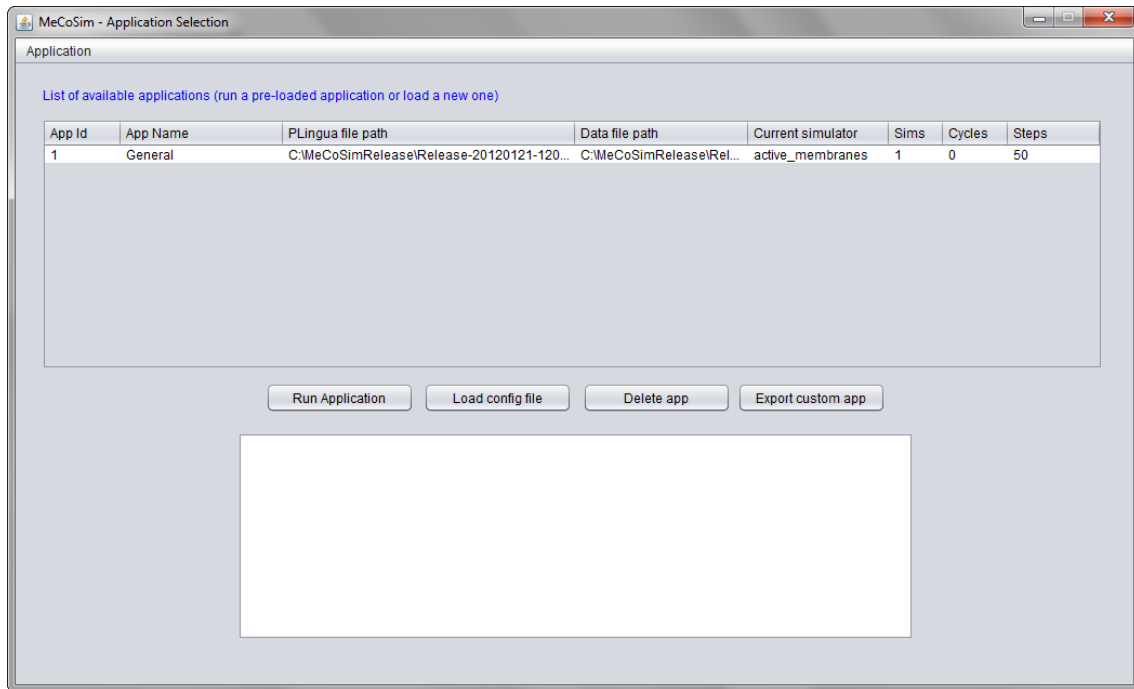 MeCoSim - Application Selection
Application
List of available applications (run a pre-loaded application or load a new one)
App Id App Name PLingua file path Data file path Current simulator Sims Cycles Steps
1 General C:\MeCoSimRelease\Release-20120121-120... C:\MeCoSimRelease\Rel... active_membranes 1 0 50
Run Application Load config file Delete app Export custom app